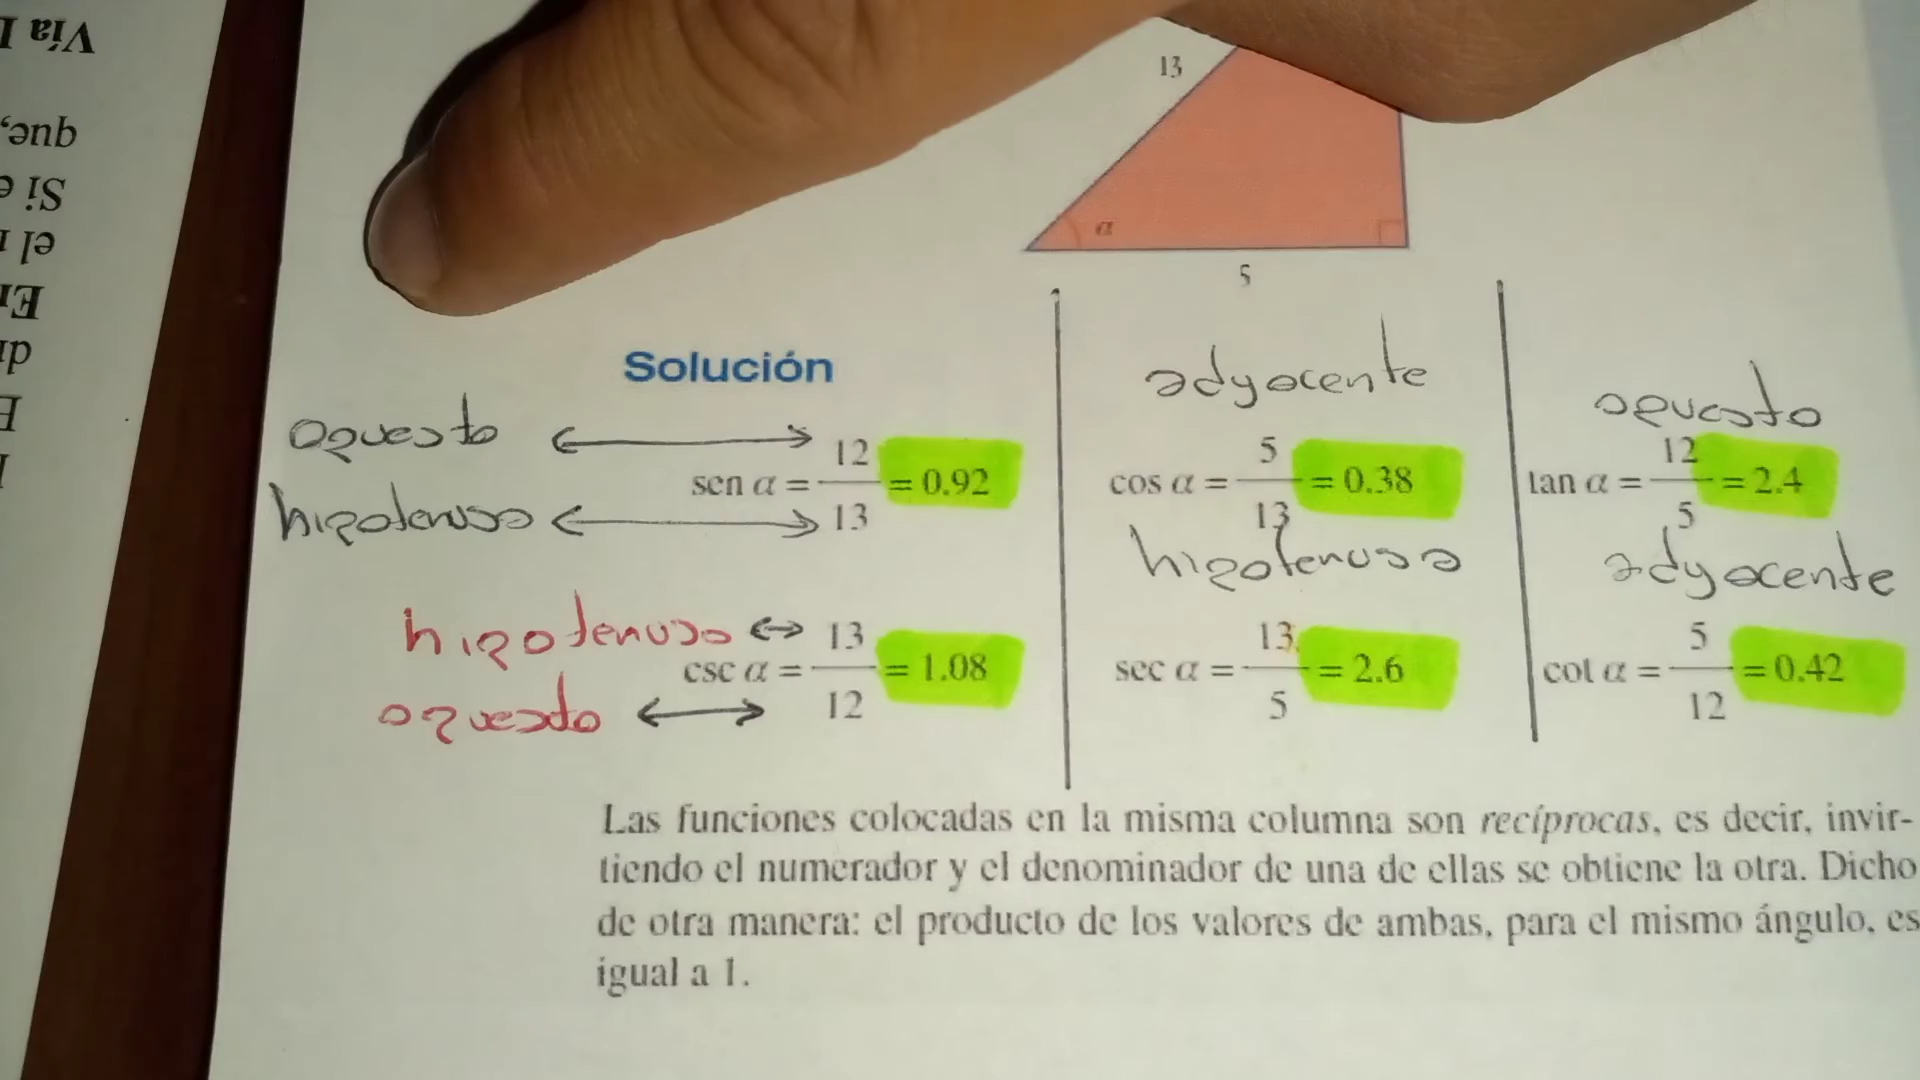 Vía I
que,
Si e
el r
En
di
E
13
α
5
Solución
adyacente
opuesto
opuesto
sen α = 12/13 = 0.92
cos α = 5/13 = 0.38
tan α = 12/5 = 2.4
hipotenusa
hipotenusa
adyacente
hipotenusa
csc α = 13/12 = 1.08
sec α = 13/5 = 2.6
cot α = 5/12 = 0.42
opuesto
Las funciones colocadas en la misma columna son recíprocas, es decir, invir-
tiendo el numerador y el denominador de una de ellas se obtiene la otra. Dicho
de otra manera: el producto de los valores de ambas, para el mismo ángulo, es
igual a 1.